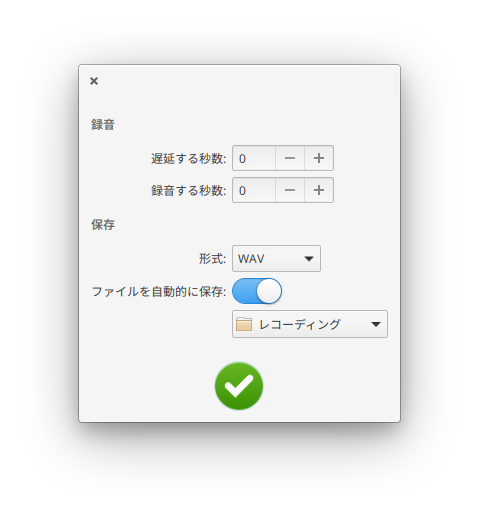 録音
遅延する秒数: 0
録音する秒数: 0
保存
形式: WAV
ファイルを自動的に保存:
レコーディング